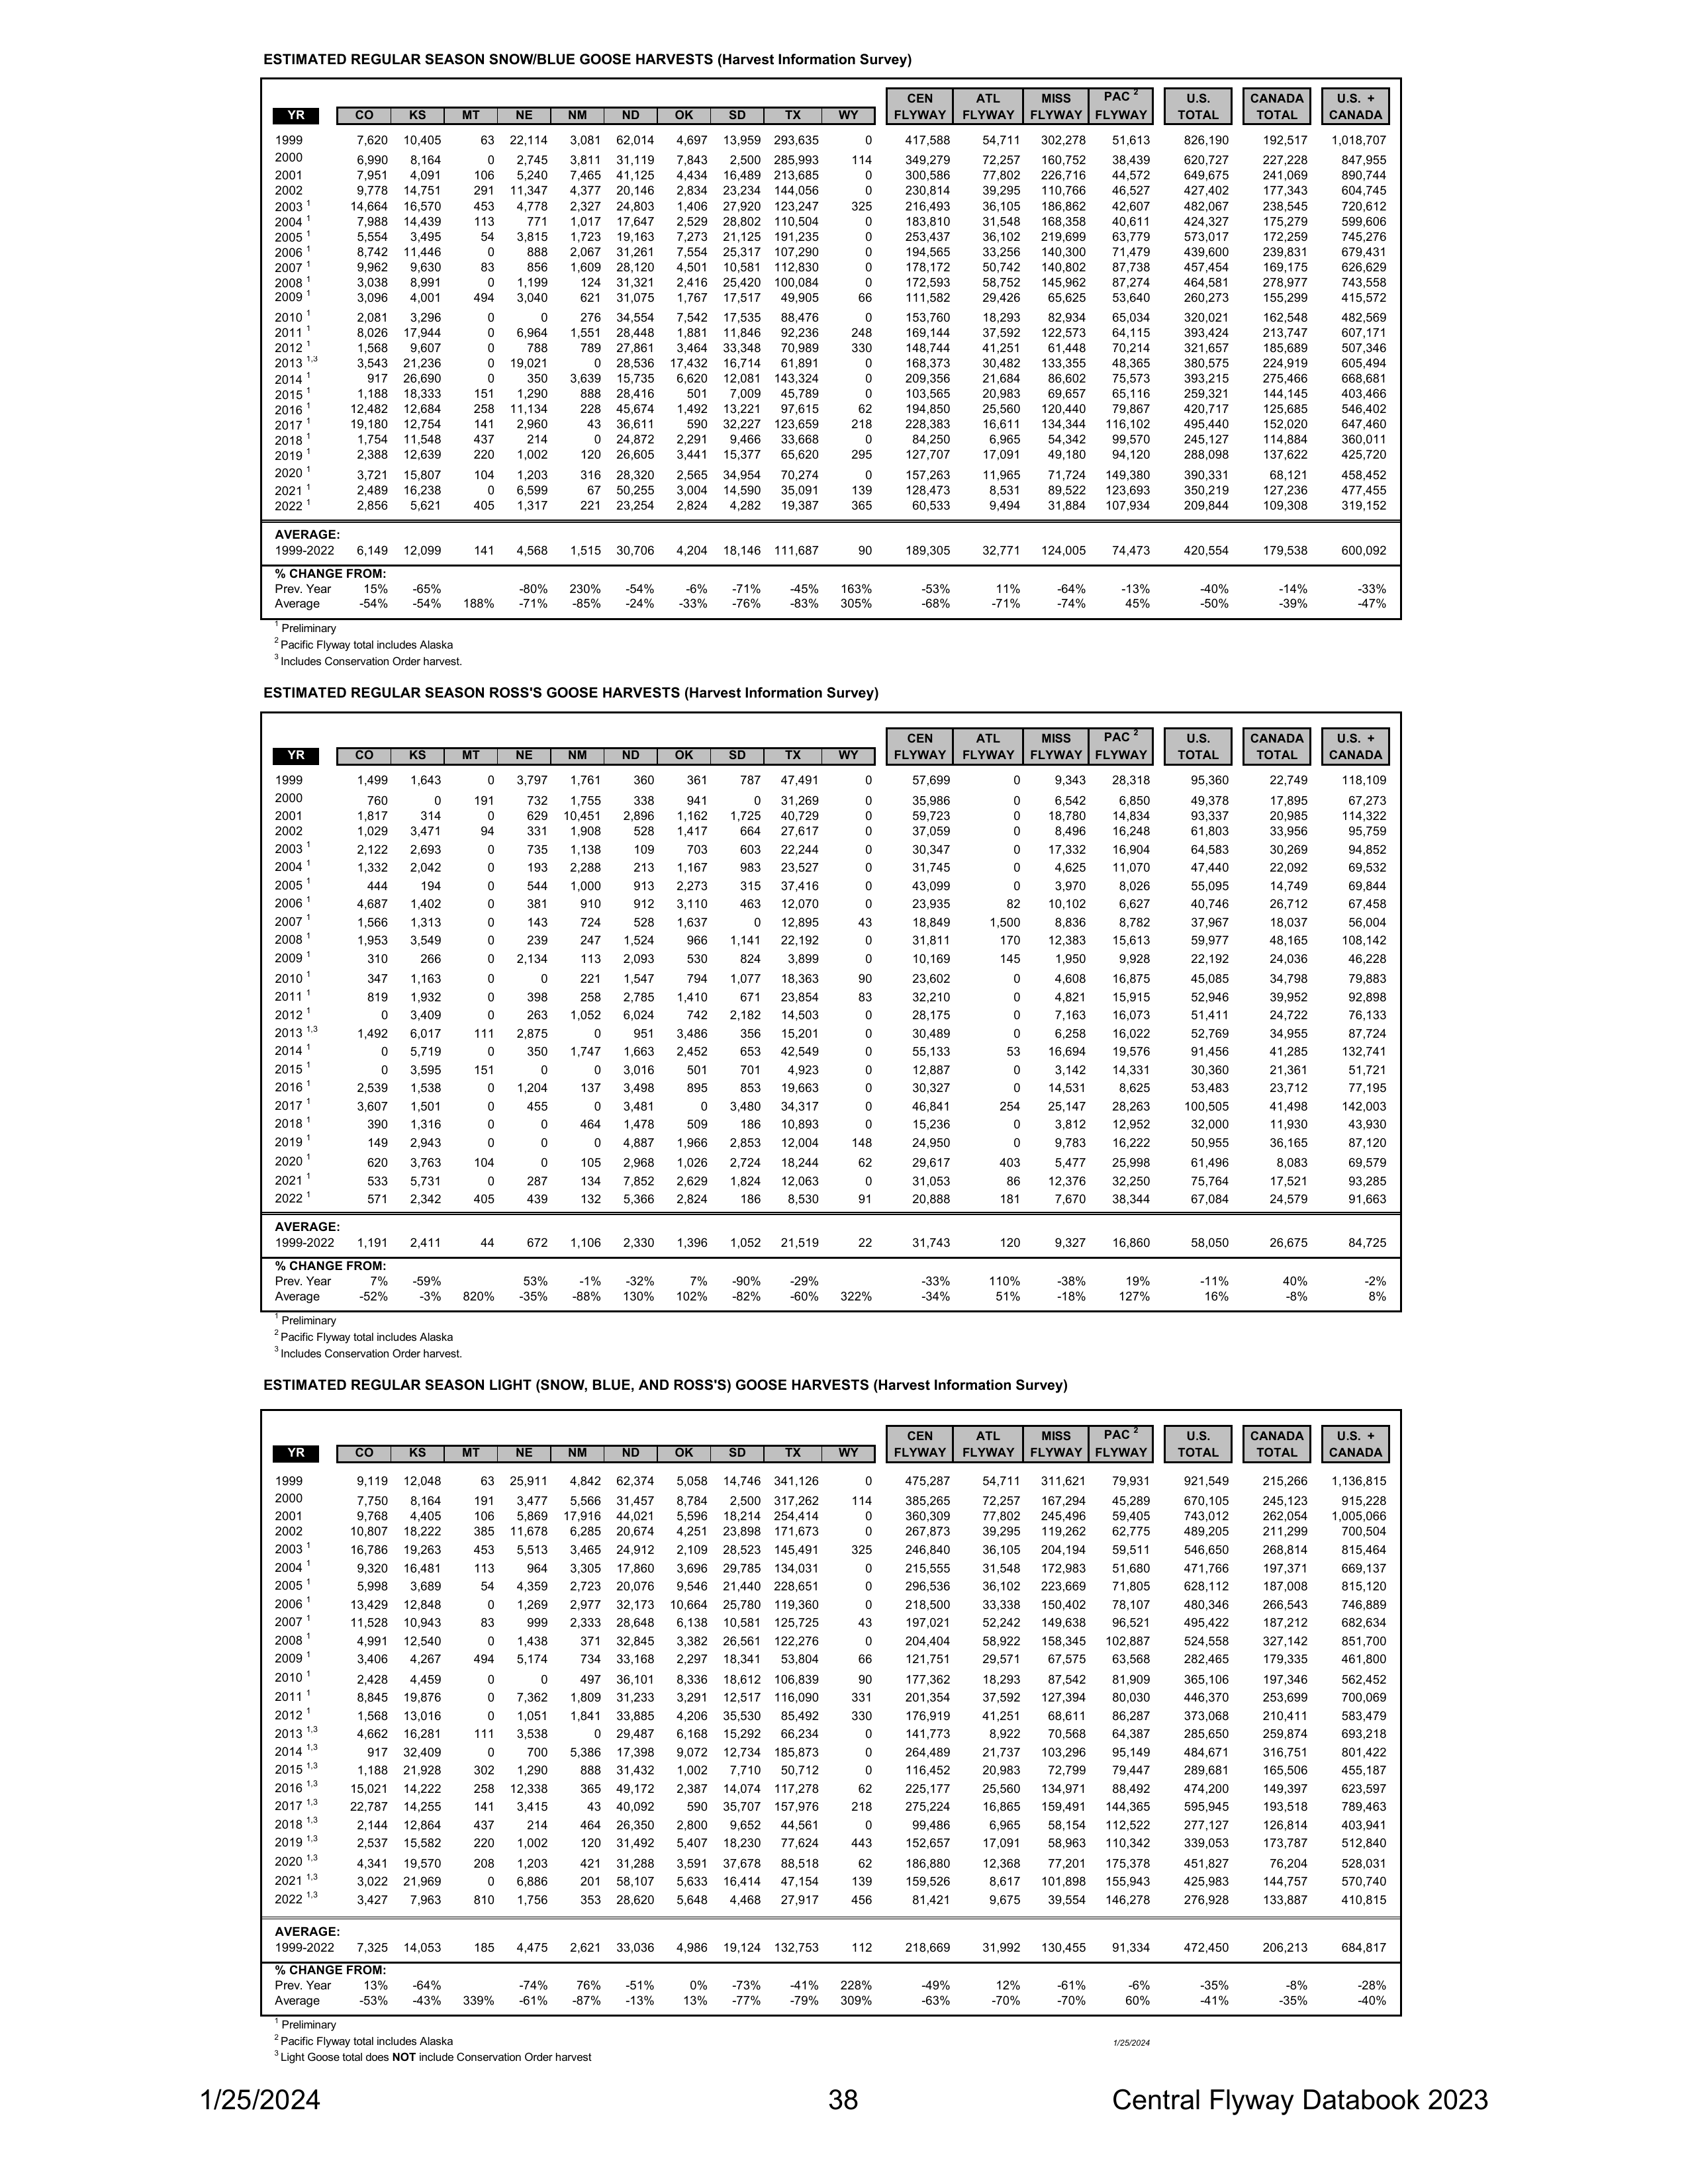 ESTIMATED REGULAR SEASON SNOW/BLUE GOOSE HARVESTS (Harvest Information Survey)
CEN ATL MISS PAC 2 U.S. CANADA U.S. +
YR CO KS MT NE NM ND OK SD TX WY FLYWAY FLYWAY FLYWAY FLYWAY TOTAL TOTAL CANADA
1999 7,620 10,405 63 22,114 3,081 62,014 4,697 13,959 293,635 0 417,588 54,711 302,278 51,613 826,190 192,517 1,018,707
2000 6,990 8,164 0 2,745 3,811 31,119 7,843 2,500 285,993 114 349,279 72,257 160,752 38,439 620,727 227,228 847,955
2001 7,951 4,091 106 5,240 7,465 41,125 4,434 16,489 213,685 0 300,586 77,802 226,716 44,572 649,675 241,069 890,744
2002 9,778 14,751 291 11,347 4,377 20,146 2,834 23,234 144,056 0 230,814 39,295 110,766 46,527 427,402 177,343 604,745
2003 1 14,664 16,570 453 4,778 2,327 24,803 1,406 27,920 123,247 325 216,493 36,105 186,862 42,607 482,067 238,545 720,612
2004 1 7,988 14,439 113 771 1,017 17,647 2,529 28,802 110,504 0 183,810 31,548 168,358 40,611 424,327 175,279 599,606
2005 1 5,554 3,495 54 3,815 1,723 19,163 7,273 21,125 191,235 0 253,437 36,102 219,699 63,779 573,017 172,259 745,276
2006 1 8,742 11,446 0 888 2,067 31,261 7,554 25,317 107,290 0 194,565 33,256 140,300 71,479 439,600 239,831 679,431
2007 1 9,962 9,630 83 856 1,609 28,120 4,501 10,581 112,830 0 178,172 50,742 140,802 87,738 457,454 169,175 626,629
2008 1 3,038 8,991 0 1,199 124 31,321 2,416 25,420 100,084 0 172,593 58,752 145,962 87,274 464,581 278,977 743,558
2009 1 3,096 4,001 494 3,040 621 31,075 1,767 17,517 49,905 66 111,582 29,426 65,625 53,640 260,273 155,299 415,572
2010 1 2,081 3,296 0 0 276 34,554 7,542 17,535 88,476 0 153,760 18,293 82,934 65,034 320,021 162,548 482,569
2011 1 8,026 17,944 0 6,964 1,551 28,448 1,881 11,846 92,236 248 169,144 37,592 122,573 64,115 393,424 213,747 607,171
2012 1 1,568 9,607 0 788 789 27,861 3,464 33,348 70,989 330 148,744 41,251 61,448 70,214 321,657 185,689 507,346
2013 1,3 3,543 21,236 0 19,021 0 28,536 17,432 16,714 61,891 0 168,373 30,482 133,355 48,365 380,575 224,919 605,494
2014 1 917 26,690 0 350 3,639 15,735 6,620 12,081 143,324 0 209,356 21,684 86,602 75,573 393,215 275,466 668,681
2015 1 1,188 18,333 151 1,290 888 28,416 501 7,009 45,789 0 103,565 20,983 69,657 65,116 259,321 144,145 403,466
2016 1 12,482 12,684 258 11,134 228 45,674 1,492 13,221 97,615 62 194,850 25,560 120,440 79,867 420,717 125,685 546,402
2017 1 19,180 12,754 141 2,960 43 36,611 590 32,227 123,659 218 228,383 16,611 134,344 116,102 495,440 152,020 647,460
2018 1 1,754 11,548 437 214 0 24,872 2,291 9,466 33,668 0 84,250 6,965 54,342 99,570 245,127 114,884 360,011
2019 1 2,388 12,639 220 1,002 120 26,605 3,441 15,377 65,620 295 127,707 17,091 49,180 94,120 288,098 137,622 425,720
2020 1 3,721 15,807 104 1,203 316 28,320 2,565 34,954 70,274 0 157,263 11,965 71,724 149,380 390,331 68,121 458,452
2021 1 2,489 16,238 0 6,599 67 50,255 3,004 14,590 35,091 139 128,473 8,531 89,522 123,693 350,219 127,236 477,455
2022 1 2,856 5,621 405 1,317 221 23,254 2,824 4,282 19,387 365 60,533 9,494 31,884 107,934 209,844 109,308 319,152
AVERAGE:
1999-2022 6,149 12,099 141 4,568 1,515 30,706 4,204 18,146 111,687 90 189,305 32,771 124,005 74,473 420,554 179,538 600,092
% CHANGE FROM:
Prev. Year 15% -65% -80% 230% -54% -6% -71% -45% 163% -53% 11% -64% -13% -40% -14% -33%
Average -54% -54% 188% -71% -85% -24% -33% -76% -83% 305% -68% -71% -74% 45% -50% -39% -47%
1 Preliminary
2 Pacific Flyway total includes Alaska
3 Includes Conservation Order harvest.
ESTIMATED REGULAR SEASON ROSS'S GOOSE HARVESTS (Harvest Information Survey)
CEN ATL MISS PAC 2 U.S. CANADA U.S. +
YR CO KS MT NE NM ND OK SD TX WY FLYWAY FLYWAY FLYWAY FLYWAY TOTAL TOTAL CANADA
1999 1,499 1,643 0 3,797 1,761 360 361 787 47,491 0 57,699 0 9,343 28,318 95,360 22,749 118,109
2000 760 0 191 732 1,755 338 941 0 31,269 0 35,986 0 6,542 6,850 49,378 17,895 67,273
2001 1,817 314 0 629 10,451 2,896 1,162 1,725 40,729 0 59,723 0 18,780 14,834 93,337 20,985 114,322
2002 1,029 3,471 94 331 1,908 528 1,417 664 27,617 0 37,059 0 8,496 16,248 61,803 33,956 95,759
2003 1 2,122 2,693 0 735 1,138 109 703 603 22,244 0 30,347 0 17,332 16,904 64,583 30,269 94,852
2004 1 1,332 2,042 0 193 2,288 213 1,167 983 23,527 0 31,745 0 4,625 11,070 47,440 22,092 69,532
2005 1 444 194 0 544 1,000 913 2,273 315 37,416 0 43,099 0 3,970 8,026 55,095 14,749 69,844
2006 1 4,687 1,402 0 381 910 912 3,110 463 12,070 0 23,935 82 10,102 6,627 40,746 26,712 67,458
2007 1 1,566 1,313 0 143 724 528 1,637 0 12,895 43 18,849 1,500 8,836 8,782 37,967 18,037 56,004
2008 1 1,953 3,549 0 239 247 1,524 966 1,141 22,192 0 31,811 170 12,383 15,613 59,977 48,165 108,142
2009 1 310 266 0 2,134 113 2,093 530 824 3,899 0 10,169 145 1,950 9,928 22,192 24,036 46,228
2010 1 347 1,163 0 0 221 1,547 794 1,077 18,363 90 23,602 0 4,608 16,875 45,085 34,798 79,883
2011 1 819 1,932 0 398 258 2,785 1,410 671 23,854 83 32,210 0 4,821 15,915 52,946 39,952 92,898
2012 1 0 3,409 0 263 1,052 6,024 742 2,182 14,503 0 28,175 0 7,163 16,073 51,411 24,722 76,133
2013 1,3 1,492 6,017 111 2,875 0 951 3,486 356 15,201 0 30,489 0 6,258 16,022 52,769 34,955 87,724
2014 1 0 5,719 0 350 1,747 1,663 2,452 653 42,549 0 55,133 53 16,694 19,576 91,456 41,285 132,741
2015 1 0 3,595 151 0 0 3,016 501 701 4,923 0 12,887 0 3,142 14,331 30,360 21,361 51,721
2016 1 2,539 1,538 0 1,204 137 3,498 895 853 19,663 0 30,327 0 14,531 8,625 53,483 23,712 77,195
2017 1 3,607 1,501 0 455 0 3,481 0 3,480 34,317 0 46,841 254 25,147 28,263 100,505 41,498 142,003
2018 1 390 1,316 0 0 464 1,478 509 186 10,893 0 15,236 0 3,812 12,952 32,000 11,930 43,930
2019 1 149 2,943 0 0 0 4,887 1,966 2,853 12,004 148 24,950 0 9,783 16,222 50,955 36,165 87,120
2020 1 620 3,763 104 0 105 2,968 1,026 2,724 18,244 62 29,617 403 5,477 25,998 61,496 8,083 69,579
2021 1 533 5,731 0 287 134 7,852 2,629 1,824 12,063 0 31,053 86 12,376 32,250 75,764 17,521 93,285
2022 1 571 2,342 405 439 132 5,366 2,824 186 8,530 91 20,888 181 7,670 38,344 67,084 24,579 91,663
AVERAGE:
1999-2022 1,191 2,411 44 672 1,106 2,330 1,396 1,052 21,519 22 31,743 120 9,327 16,860 58,050 26,675 84,725
% CHANGE FROM:
Prev. Year 7% -59% 53% -1% -32% 7% -90% -29% -33% 110% -38% 19% -11% 40% -2%
Average -52% -3% 820% -35% -88% 130% 102% -82% -60% 322% -34% 51% -18% 127% 16% -8% 8%
1 Preliminary
2 Pacific Flyway total includes Alaska
3 Includes Conservation Order harvest.
ESTIMATED REGULAR SEASON LIGHT (SNOW, BLUE, AND ROSS'S) GOOSE HARVESTS (Harvest Information Survey)
CEN ATL MISS PAC 2 U.S. CANADA U.S. +
YR CO KS MT NE NM ND OK SD TX WY FLYWAY FLYWAY FLYWAY FLYWAY TOTAL TOTAL CANADA
1999 9,119 12,048 63 25,911 4,842 62,374 5,058 14,746 341,126 0 475,287 54,711 311,621 79,931 921,549 215,266 1,136,815
2000 7,750 8,164 191 3,477 5,566 31,457 8,784 2,500 317,262 114 385,265 72,257 167,294 45,289 670,105 245,123 915,228
2001 9,768 4,405 106 5,869 17,916 44,021 5,596 18,214 254,414 0 360,309 77,802 245,496 59,405 743,012 262,054 1,005,066
2002 10,807 18,222 385 11,678 6,285 20,674 4,251 23,898 171,673 0 267,873 39,295 119,262 62,775 489,205 211,299 700,504
2003 1 16,786 19,263 453 5,513 3,465 24,912 2,109 28,523 145,491 325 246,840 36,105 204,194 59,511 546,650 268,814 815,464
2004 1 9,320 16,481 113 964 3,305 17,860 3,696 29,785 134,031 0 215,555 31,548 172,983 51,680 471,766 197,371 669,137
2005 1 5,998 3,689 54 4,359 2,723 20,076 9,546 21,440 228,651 0 296,536 36,102 223,669 71,805 628,112 187,008 815,120
2006 1 13,429 12,848 0 1,269 2,977 32,173 10,664 25,780 119,360 0 218,500 33,338 150,402 78,107 480,346 266,543 746,889
2007 1 11,528 10,943 83 999 2,333 28,648 6,138 10,581 125,725 43 197,021 52,242 149,638 96,521 495,422 187,212 682,634
2008 1 4,991 12,540 0 1,438 371 32,845 3,382 26,561 122,276 0 204,404 58,922 158,345 102,887 524,558 327,142 851,700
2009 1 3,406 4,267 494 5,174 734 33,168 2,297 18,341 53,804 66 121,751 29,571 67,575 63,568 282,465 179,335 461,800
2010 1 2,428 4,459 0 0 497 36,101 8,336 18,612 106,839 90 177,362 18,293 87,542 81,909 365,106 197,346 562,452
2011 1 8,845 19,876 0 7,362 1,809 31,233 3,291 12,517 116,090 331 201,354 37,592 127,394 80,030 446,370 253,699 700,069
2012 1 1,568 13,016 0 1,051 1,841 33,885 4,206 35,530 85,492 330 176,919 41,251 68,611 86,287 373,068 210,411 583,479
2013 1,3 4,662 16,281 111 3,538 0 29,487 6,168 15,292 66,234 0 141,773 8,922 70,568 64,387 285,650 259,874 693,218
2014 1,3 917 32,409 0 700 5,386 17,398 9,072 12,734 185,873 0 264,489 21,737 103,296 95,149 484,671 316,751 801,422
2015 1,3 1,188 21,928 302 1,290 888 31,432 1,002 7,710 50,712 0 116,452 20,983 72,799 79,447 289,681 165,506 455,187
2016 1,3 15,021 14,222 258 12,338 365 49,172 2,387 14,074 117,278 62 225,177 25,560 134,971 88,492 474,200 149,397 623,597
2017 1,3 22,787 14,255 141 3,415 43 40,092 590 35,707 157,976 218 275,224 16,865 159,491 144,365 595,945 193,518 789,463
2018 1,3 2,144 12,864 437 214 464 26,350 2,800 9,652 44,561 0 99,486 6,965 58,154 112,522 277,127 126,814 403,941
2019 1,3 2,537 15,582 220 1,002 120 31,492 5,407 18,230 77,624 443 152,657 17,091 58,963 110,342 339,053 173,787 512,840
2020 1,3 4,341 19,570 208 1,203 421 31,288 3,591 37,678 88,518 62 186,880 12,368 77,201 175,378 451,827 76,204 528,031
2021 1,3 3,022 21,969 0 6,886 201 58,107 5,633 16,414 47,154 139 159,526 8,617 101,898 155,943 425,983 144,757 570,740
2022 1,3 3,427 7,963 810 1,756 353 28,620 5,648 4,468 27,917 456 81,421 9,675 39,554 146,278 276,928 133,887 410,815
AVERAGE:
1999-2022 7,325 14,053 185 4,475 2,621 33,036 4,986 19,124 132,753 112 218,669 31,992 130,455 91,334 472,450 206,213 684,817
% CHANGE FROM:
Prev. Year 13% -64% -74% 76% -51% 0% -73% -41% 228% -49% 12% -61% -6% -35% -8% -28%
Average -53% -43% 339% -61% -87% -13% 13% -77% -79% 309% -63% -70% -70% 60% -41% -35% -40%
1 Preliminary
2 Pacific Flyway total includes Alaska 1/25/2024
3 Light Goose total does NOT include Conservation Order harvest
1/25/2024 38 Central Flyway Databook 2023